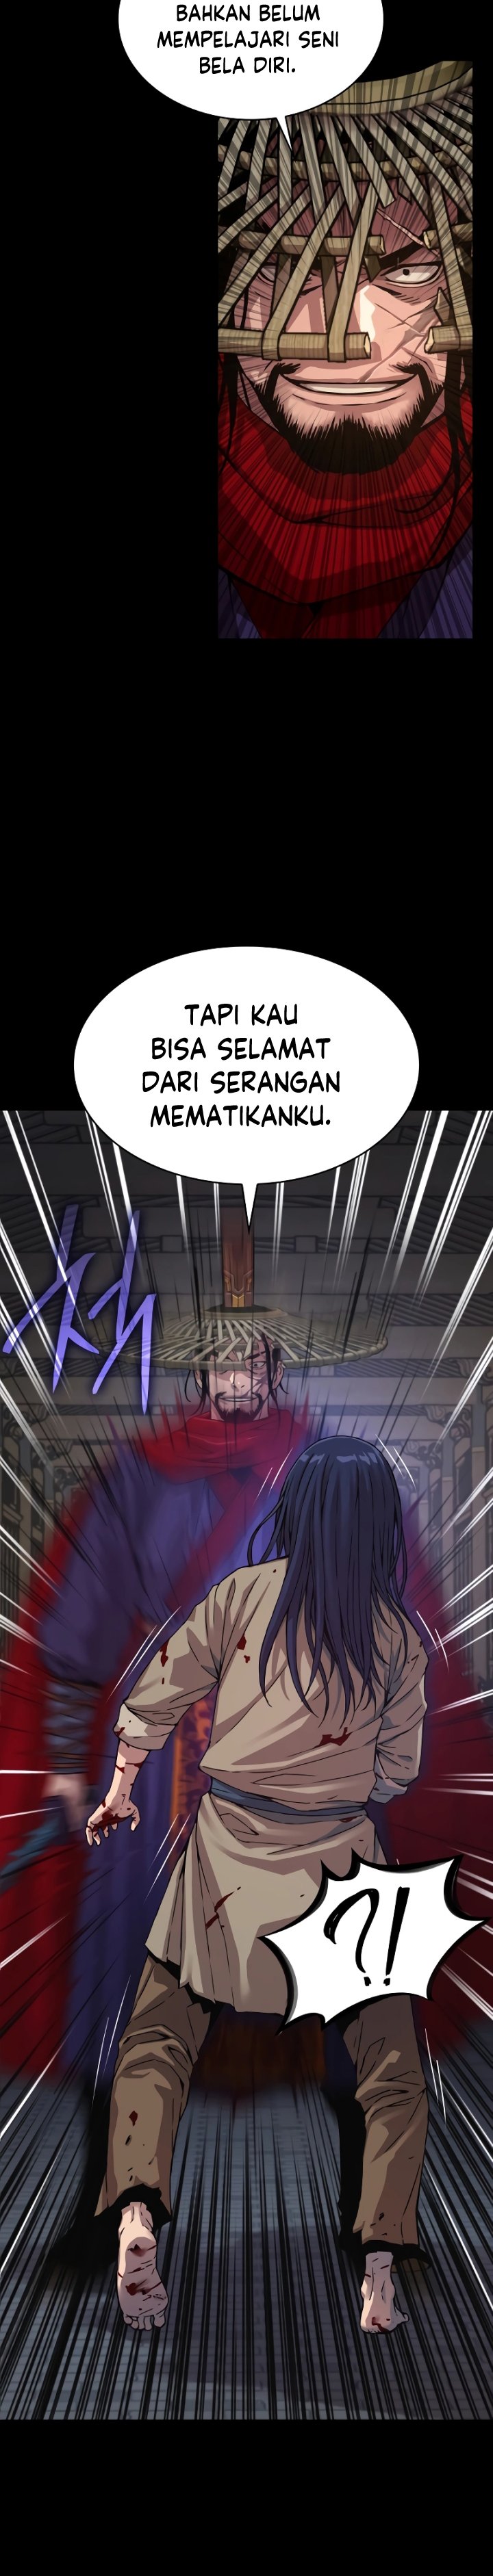 BAHKAN BELUM
MEMPELAJARI SENI
BELA DIRI.
TAPI KAU
BISA SELAMAT
DARI SERANGAN
MEMATIKANKU.
?!